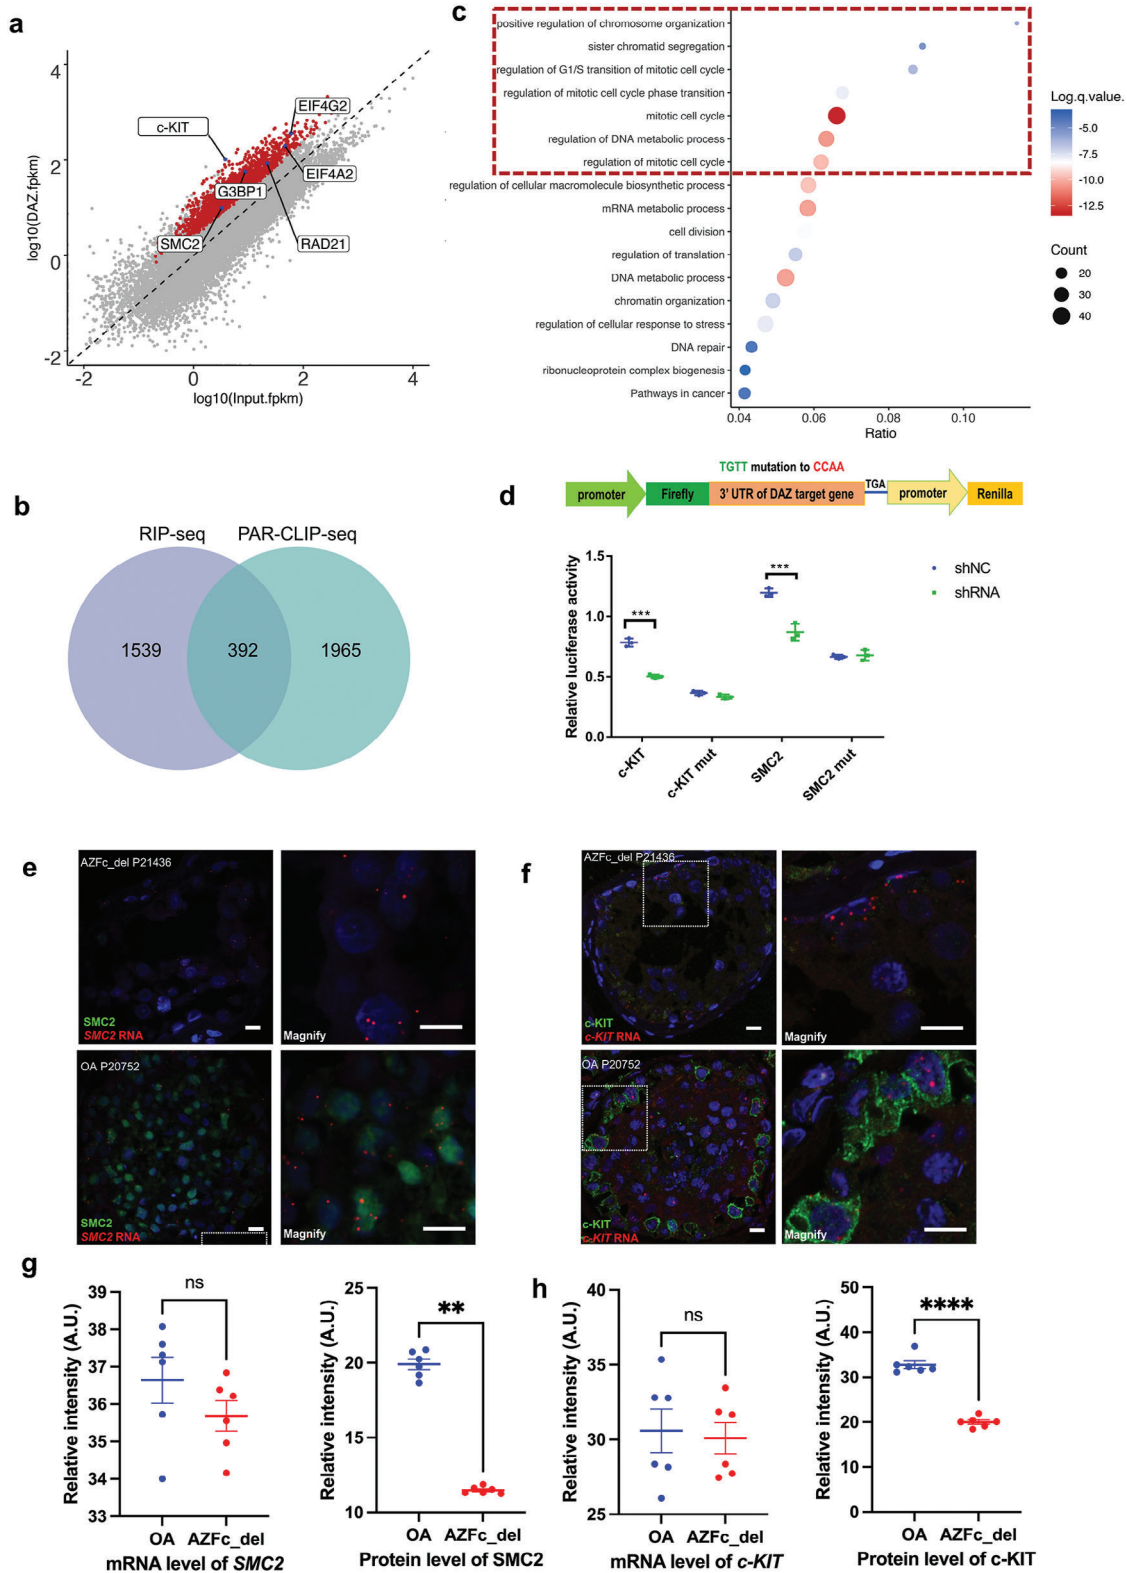 a
log10(DAZ.fpkm)
4
2
0
-2
-2
0
2
4
log10(Input.fpkm)
c-KIT
EIF4G2
EIF4A2
G3BP1
SMC2
RAD21
c
positive regulation of chromosome organization
sister chromatid segregation
regulation of G1/S transition of mitotic cell cycle
regulation of mitotic cell cycle phase transition
mitotic cell cycle
regulation of DNA metabolic process
regulation of mitotic cell cycle
regulation of cellular macromolecule biosynthetic process
mRNA metabolic process
cell division
regulation of translation
DNA metabolic process
chromatin organization
regulation of cellular response to stress
DNA repair
ribonucleoprotein complex biogenesis
Pathways in cancer
0.04
0.06
0.08
0.10
Ratio
Log.q.value.
-5.0
-7.5
-10.0
-12.5
Count
20
30
40
b
RIP-seq
PAR-CLIP-seq
1539
392
1965
d
TGTT mutation to CCAA
promoter
Firefly
3' UTR of DAZ target gene
TGA
promoter
Renilla
Relative luciferase activity
1.5
1.0
0.5
0.0
***
***
shNC
shRNA
c-KIT
c-KIT mut
SMC2
SMC2 mut
e
AZFc_del P21436
SMC2
SMC2 RNA
Magnify
OA P20752
SMC2
SMC2 RNA
Magnify
f
AZFc_del P21436
c-KIT
c-KIT RNA
Magnify
OA P20752
c-KIT
c-KIT RNA
Magnify
g
Relative intensity (A.U.)
39
38
37
36
35
34
33
ns
OA
AZFc_del
mRNA level of SMC2
Relative intensity (A.U.)
25
20
15
10
**
OA
AZFc_del
Protein level of SMC2
h
Relative intensity (A.U.)
40
35
30
25
ns
OA
AZFc_del
mRNA level of c-KIT
Relative intensity (A.U.)
50
40
30
20
10
0
****
OA
AZFc_del
Protein level of c-KIT